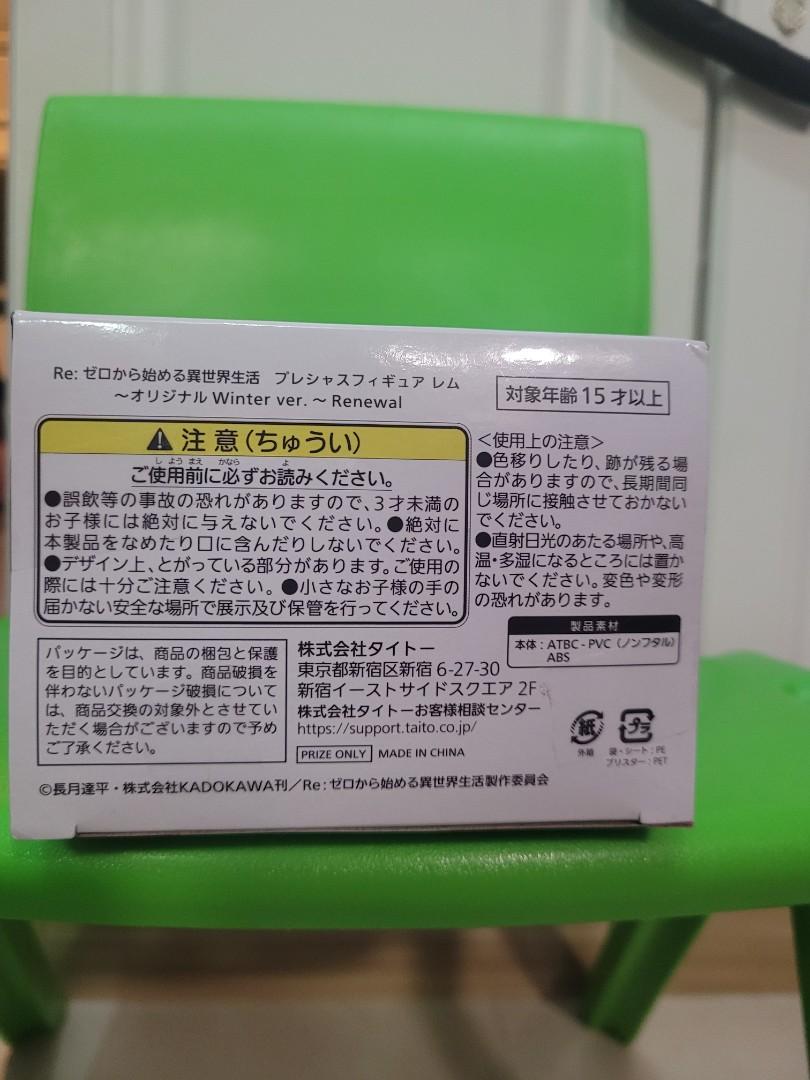 Re: ゼロから始める異世界生活　プレシャスフィギュア レム
～オリジナル Winter ver.～ Renewal
対象年齢 15 才以上
注 意 (ちゅうい)
しようまえ かなら よ
ご使用前に必ずお読みください。
●誤飲等の事故の恐れがありますので、3才未満の
お子様には絶対に与えないでください。●絶対に
本製品をなめたり口に含んだりしないでください。
●デザイン上、とがっている部分があります。ご使用の
際には十分ご注意ください。●小さなお子様の手の
届かない安全な場所で展示及び保管を行ってください。
＜使用上の注意＞
●色移りしたり、跡が残る場
合がありますので、長期間同
じ場所に接触させておかない
でください。
●直射日光のあたる場所や、高
温・多湿になるところには置か
ないでください。変色や変形
の恐れがあります。
製品素材
本体：ATBC - PVC (ノンフタル)
ABS
パッケージは、商品の梱包と保護
を目的としています。商品破損を
伴わないパッケージ破損について
は、商品交換の対象外とさせてい
ただく場合がございますので予め
ご了承ください。
株式会社タイトー
東京都新宿区新宿 6-27-30
新宿イーストサイドスクエア 2F
株式会社タイトーお客様相談センター
https://support.taito.co.jp/
PRIZE ONLY MADE IN CHINA
紙
外箱
プラ
袋・シート：PE
ブリスター：PET
©長月達平・株式会社KADOKAWA刊／Re：ゼロから始める異世界生活製作委員会